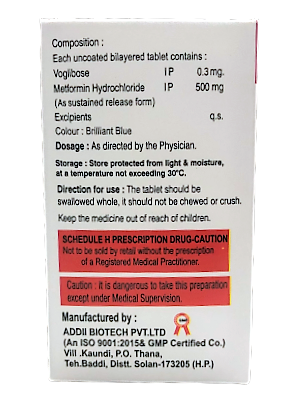 Composition :
Each uncoated bilayered tablet contains :
Voglibose IP 0.3 mg.
Metformin Hydrochloride IP 500 mg
(As sustained release form)
Excipients q.s.
Colour : Brilliant Blue
Dosage : As directed by the Physician.
Storage : Store protected from light & moisture,
at a temperature not exceeding 30°C.
Direction for use : The tablet should be
swallowed whole, it should not be chewed or crush.
Keep the medicine out of reach of children.
SCHEDULE H PRESCRIPTION DRUG-CAUTION
Not to be sold by retail without the prescription
of a Registered Medical Practitioner.
Caution : It is dangerous to take this preparation
except under Medical Supervision.
Manufactured by :
ADDII BIOTECH PVT.LTD
(An ISO 9001:2015& GMP Certified Co.)
Vill .Kaundi, P.O. Thana,
Teh.Baddi, Distt. Solan-173205 (H.P.)